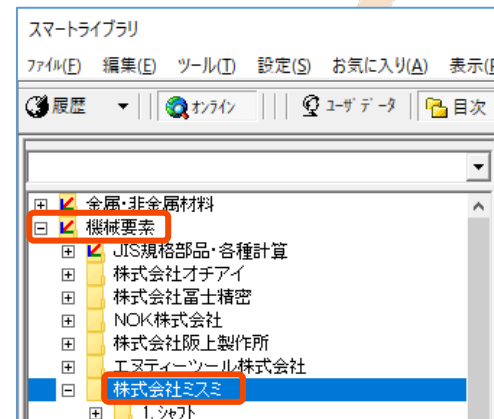 スマートライブラリ
ファイル(F) 編集(E) ツール(T) 設定(S) お気に入り(A) 表示(
履歴 オンライン ユーザデータ 目次
金属・非金属材料
機械要素
JIS規格部品・各種計算
株式会社オチアイ
株式会社冨士精密
NOK株式会社
株式会社阪上製作所
エヌティーツール株式会社
株式会社ミスミ
1. シャフト